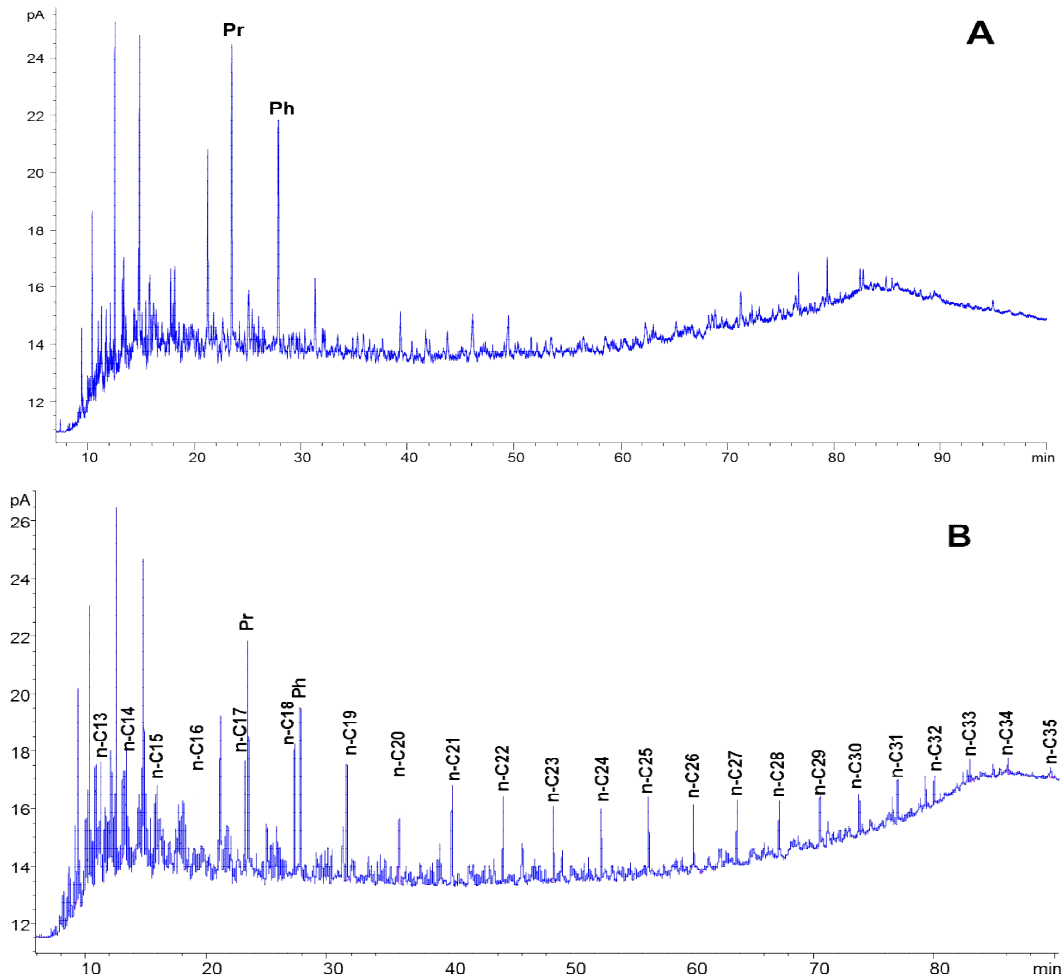 pA
A
Pr
Ph
24
22
20
18
16
14
12
10
20
30
40
50
60
70
80
90
min
pA
B
26
24
22
20
18
16
14
12
n-C13
n-C14
n-C15
n-C16
n-C17
Pr
n-C18
Ph
n-C19
n-C20
n-C21
n-C22
n-C23
n-C24
n-C25
n-C26
n-C27
n-C28
n-C29
n-C30
n-C31
n-C32
n-C33
n-C34
n-C35
10
20
30
40
50
60
70
80
min